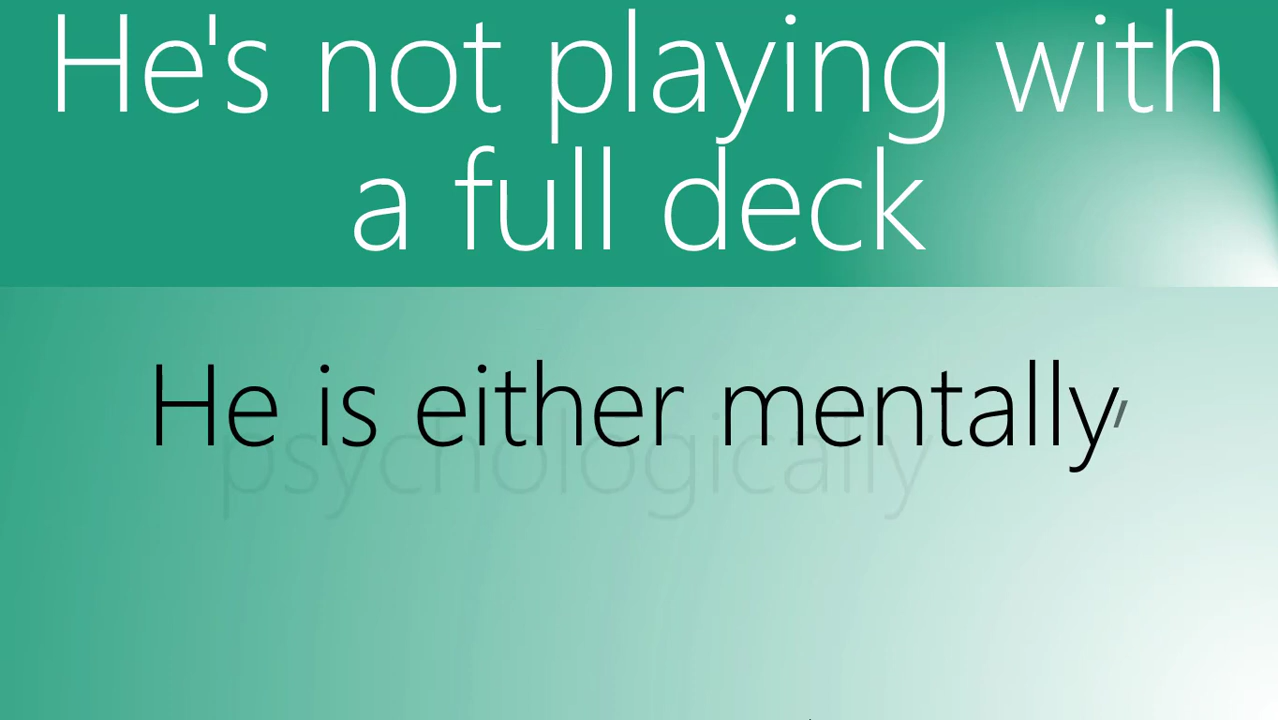 He's not playing with
a full deck
He is either mentally/
psychologically